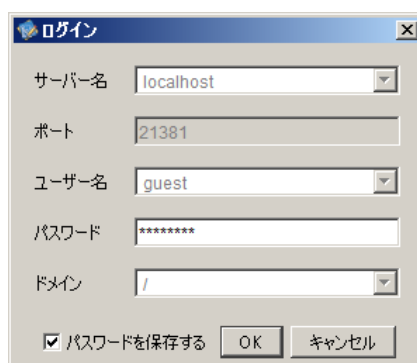 ログイン
サーバー名 localhost
ポート 21381
ユーザー名 guest
パスワード ********
ドメイン /
パスワードを保存する OK キャンセル